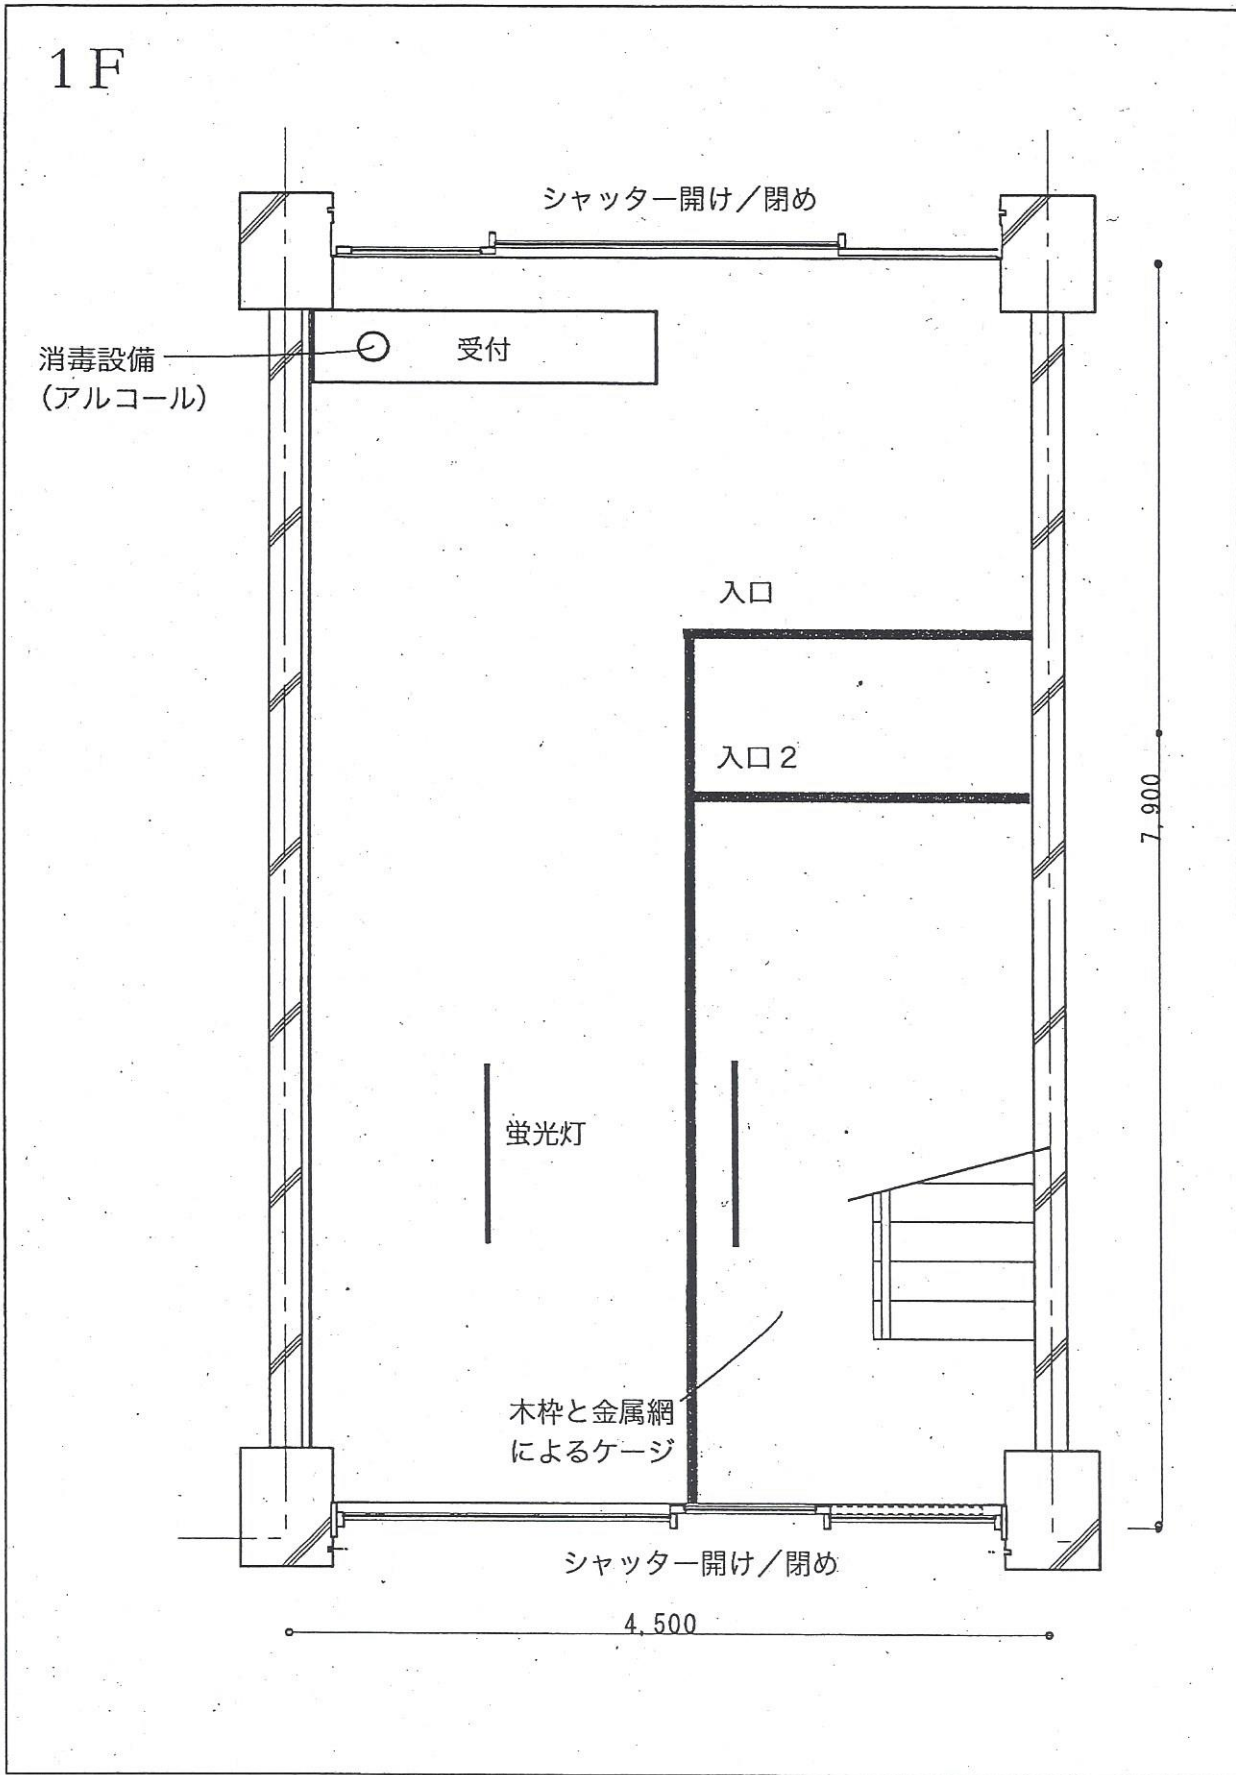 1F
シャッター開け／閉め
消毒設備
(アルコール)
受付
入口
入口２
7,900
蛍光灯
木枠と金属網
によるケージ
シャッター開け／閉め
4,500